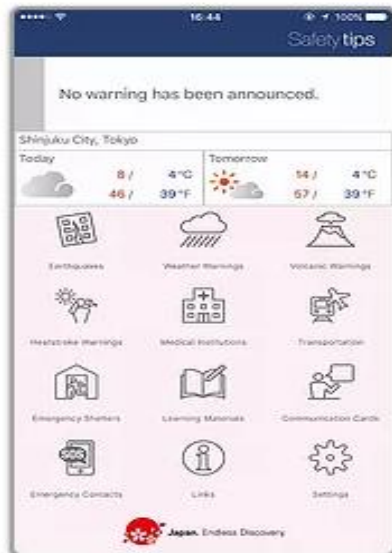 16:44
100%
Safety tips
No warning has been announced.
Shinjuku City, Tokyo
Today
Tomorrow
8 / 4°C
14 / 4°C
46 / 39°F
57 / 39°F
Earthquakes
Weather Warnings
Volcanic Warnings
Heatstroke Warnings
Medical Institutions
Transportation
Emergency Shelters
Learning Materials
Communication Cards
SOS
Emergency Contacts
Links
Settings
Japan. Endless Discovery.